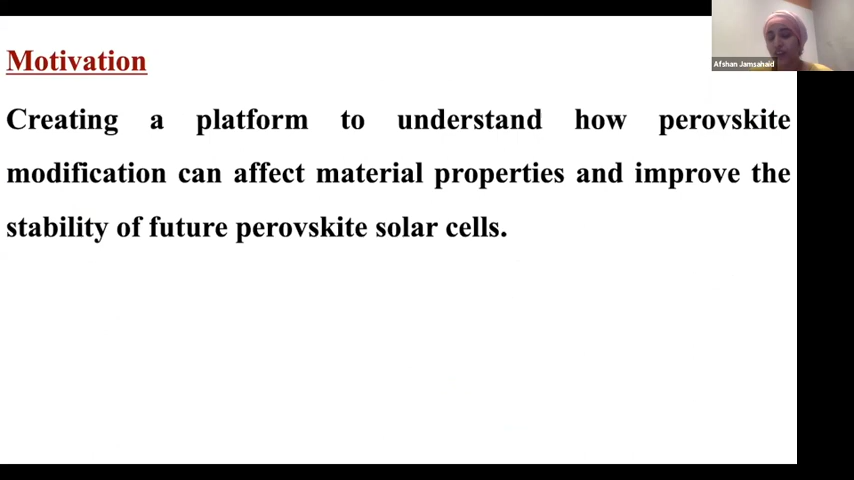 Motivation
Afshan Jamsahaid
Creating a platform to understand how perovskite
modification can affect material properties and improve the
stability of future perovskite solar cells.